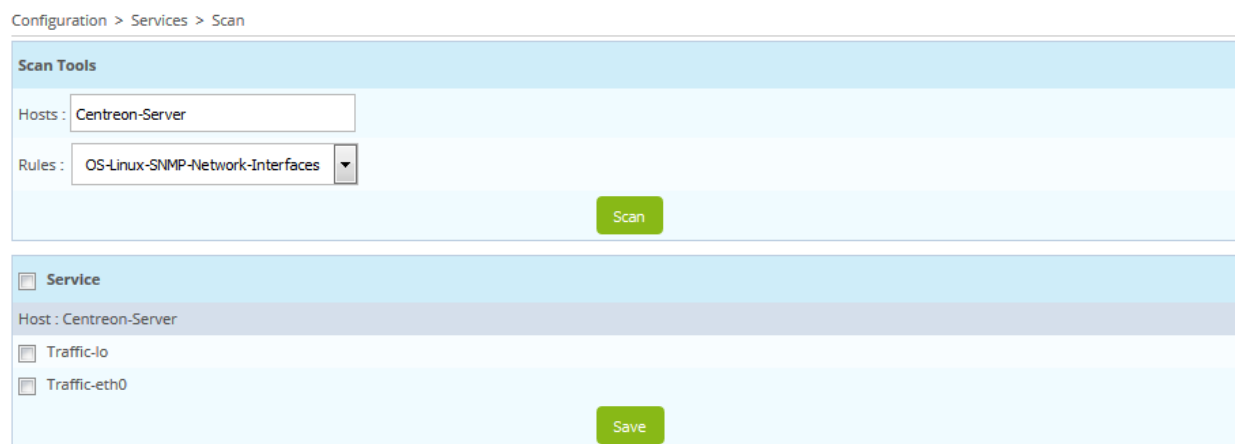 Configuration > Services > Scan
Scan Tools
Hosts : Centreon-Server
Rules : OS-Linux-SNMP-Network-Interfaces
Scan
Service
Host : Centreon-Server
Traffic-lo
Traffic-eth0
Save